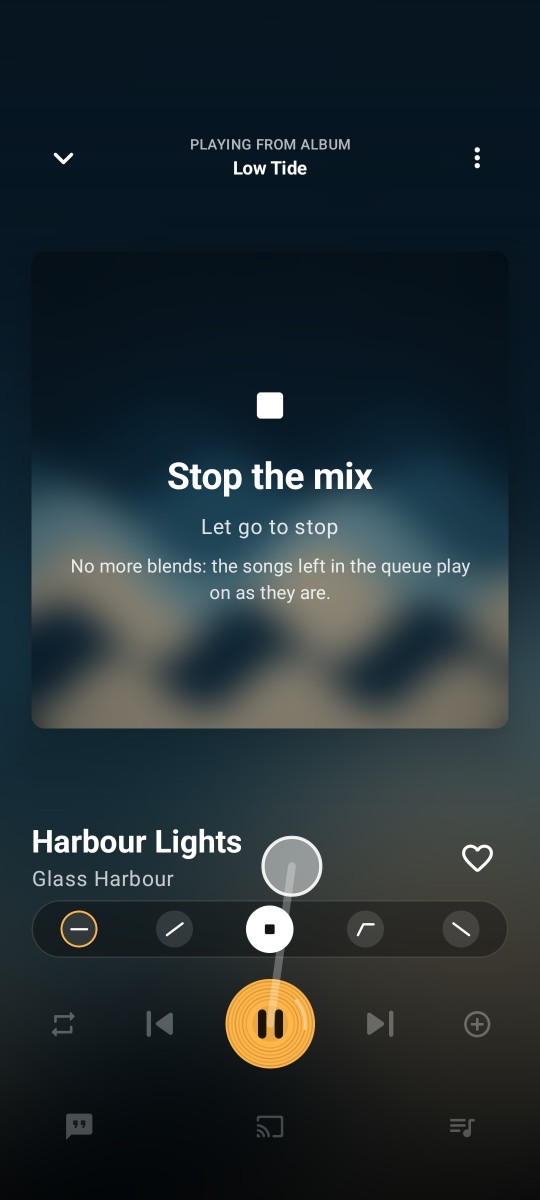 PLAYING FROM ALBUM
Low Tide
Stop the mix
Let go to stop
No more blends: the songs left in the queue play
on as they are.
Harbour Lights
Glass Harbour